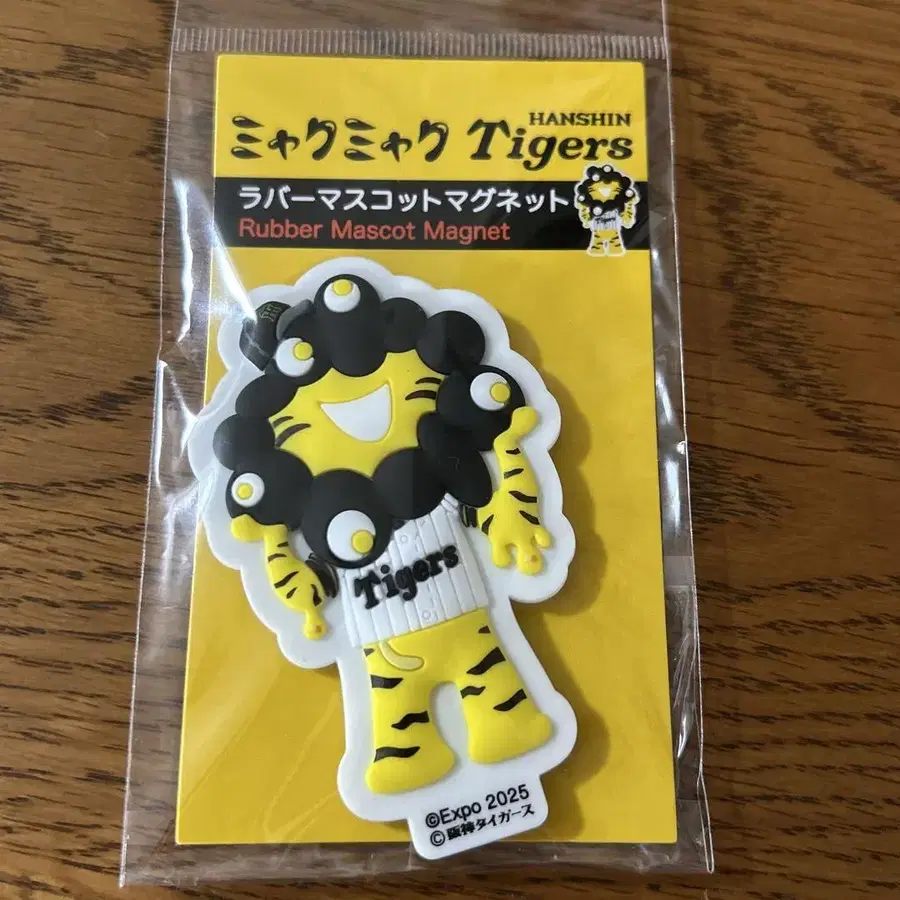 HANSHIN
ミャクミャク Tigers
ラバーマスコットマグネット
Rubber Mascot Magnet
Tigers
©Expo 2025
©阪神タイガース